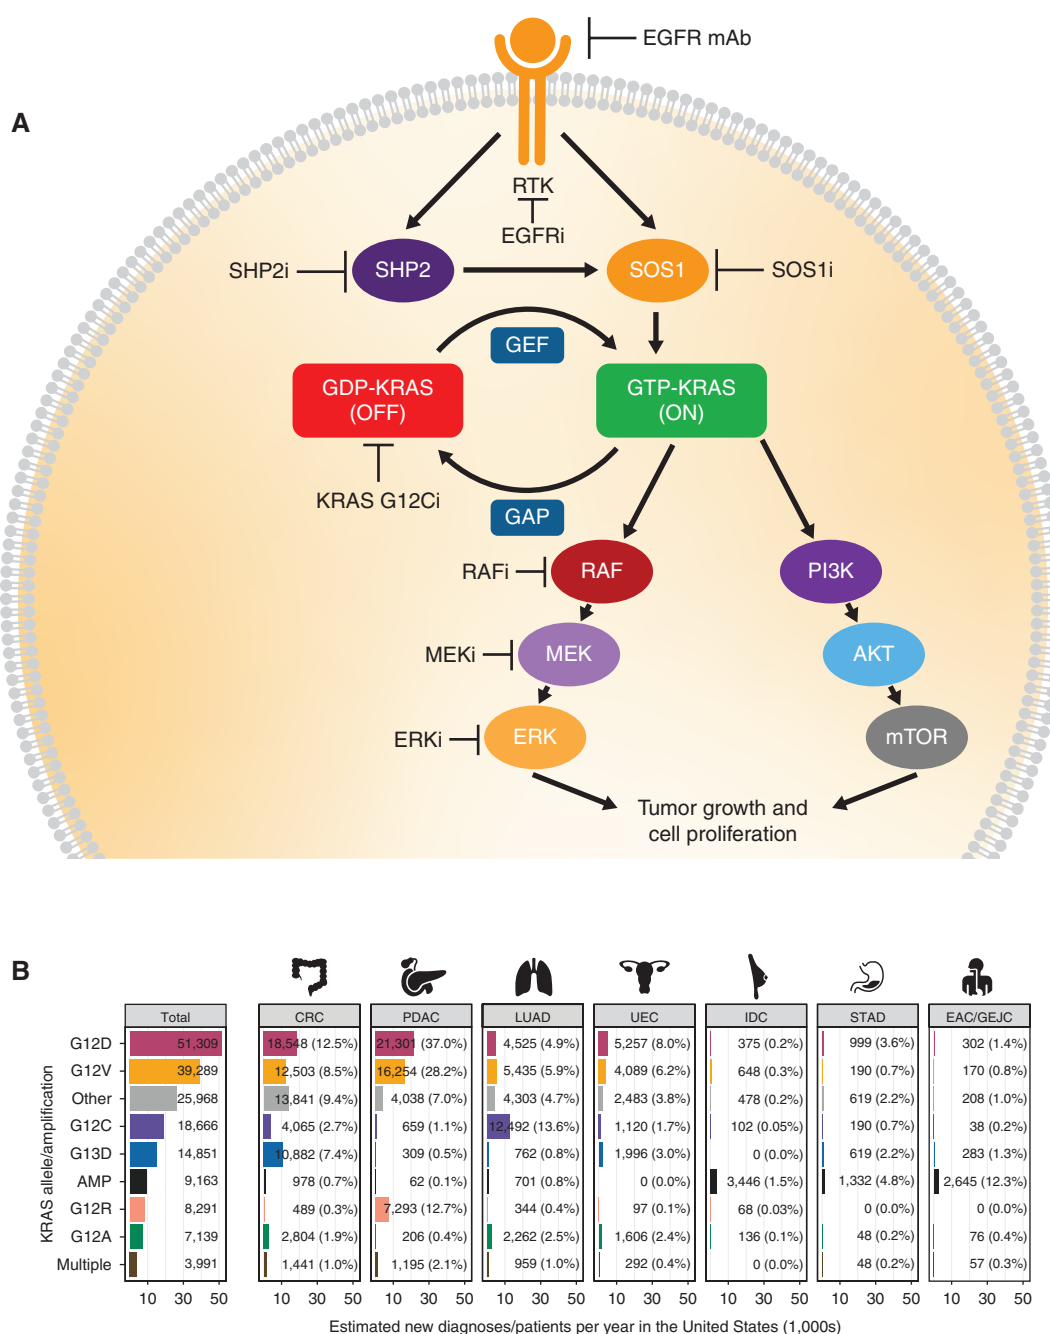 EGFR mAb
A
RTK
EGFRi
SHP2i
SHP2
SOS1
SOS1i
GEF
GDP-KRAS
(OFF)
GTP-KRAS
(ON)
KRAS G12Ci
GAP
RAFi
RAF
PI3K
MEKi
MEK
AKT
ERKi
ERK
mTOR
Tumor growth and
cell proliferation
B
Total CRC PDAC LUAD UEC IDC STAD EAC/GEJC
KRAS allele/amplification
G12D 51,309 18,548 (12.5%) 21,301 (37.0%) 4,525 (4.9%) 5,257 (8.0%) 375 (0.2%) 999 (3.6%) 302 (1.4%)
G12V 39,289 12,503 (8.5%) 16,254 (28.2%) 5,435 (5.9%) 4,089 (6.2%) 648 (0.3%) 190 (0.7%) 170 (0.8%)
Other 25,968 13,841 (9.4%) 4,038 (7.0%) 4,303 (4.7%) 2,483 (3.8%) 478 (0.2%) 619 (2.2%) 208 (1.0%)
G12C 18,666 4,065 (2.7%) 659 (1.1%) 12,492 (13.6%) 1,120 (1.7%) 102 (0.05%) 190 (0.7%) 38 (0.2%)
G13D 14,851 10,882 (7.4%) 309 (0.5%) 762 (0.8%) 1,996 (3.0%) 0 (0.0%) 619 (2.2%) 283 (1.3%)
AMP 9,163 978 (0.7%) 62 (0.1%) 701 (0.8%) 0 (0.0%) 3,446 (1.5%) 1,332 (4.8%) 2,645 (12.3%)
G12R 8,291 489 (0.3%) 7,293 (12.7%) 344 (0.4%) 97 (0.1%) 68 (0.03%) 0 (0.0%) 0 (0.0%)
G12A 7,139 2,804 (1.9%) 206 (0.4%) 2,262 (2.5%) 1,606 (2.4%) 136 (0.1%) 48 (0.2%) 76 (0.4%)
Multiple 3,991 1,441 (1.0%) 1,195 (2.1%) 959 (1.0%) 292 (0.4%) 0 (0.0%) 48 (0.2%) 57 (0.3%)
10 30 50 10 30 50 10 30 50 10 30 50 10 30 50 10 30 50 10 30 50 10 30 50
Estimated new diagnoses/patients per year in the United States (1,000s)